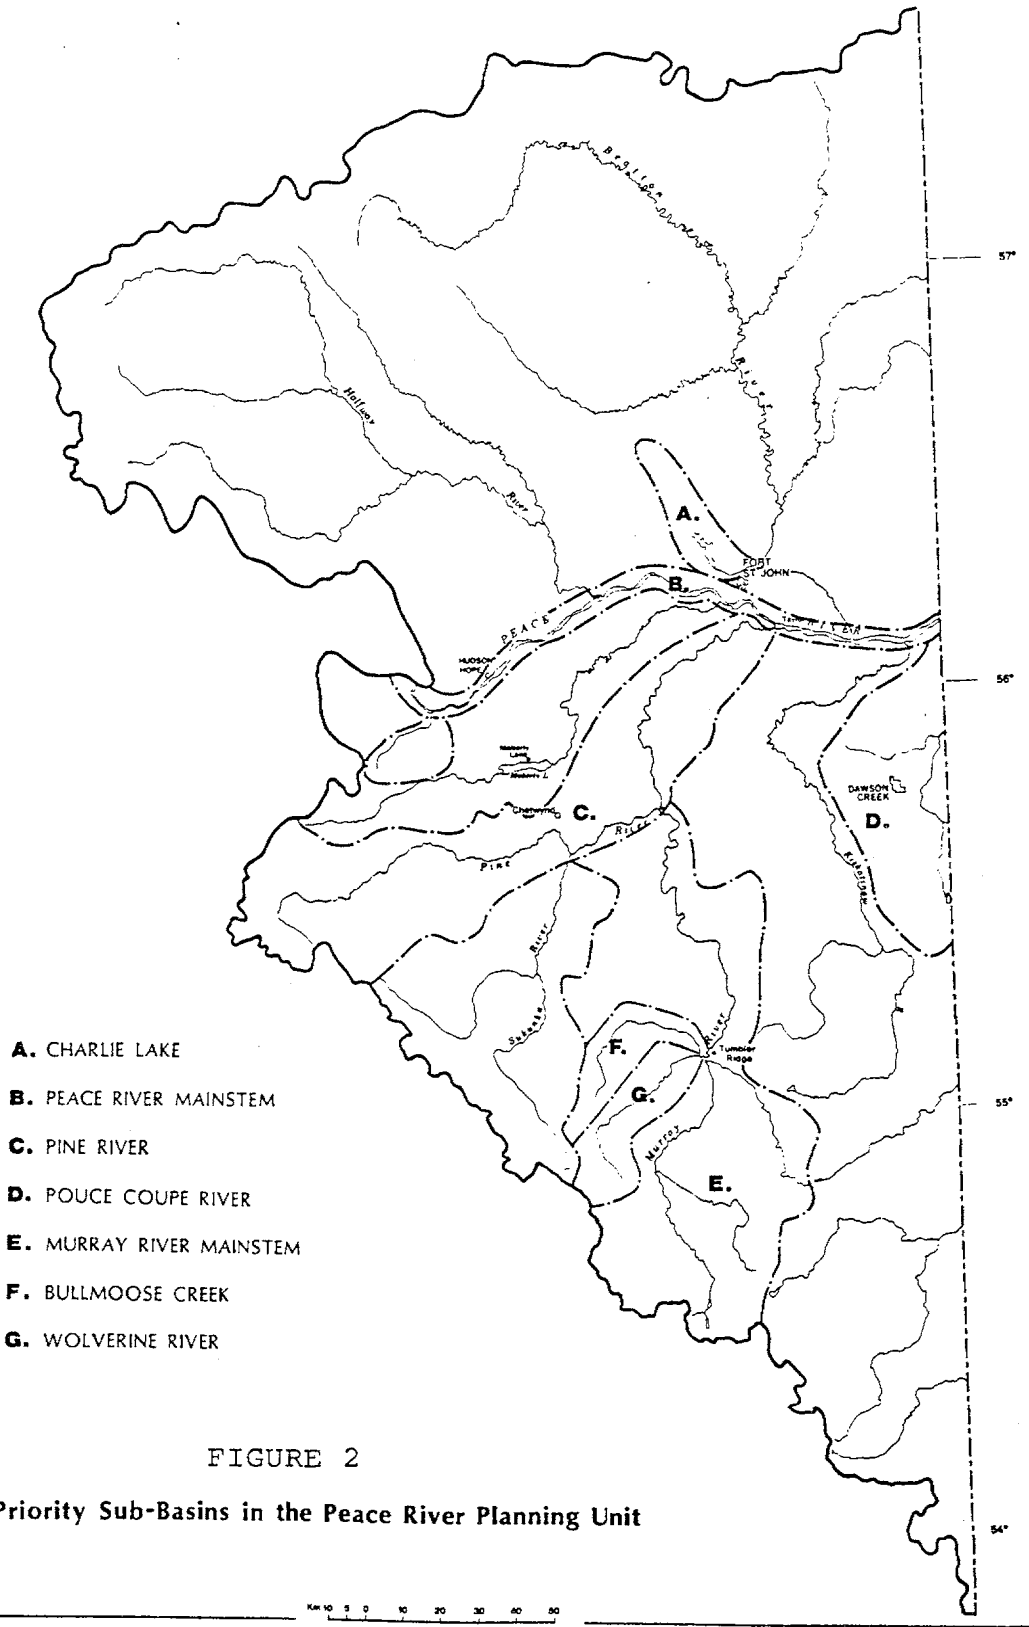 Beatton
57°
River
Halfway
River
A.
FORT
ST JOHN
B.
PEACE
RIVER
HUDSON
HOPE
56°
Moberly
Lake
Moberly L.
DAWSON
CREEK
D.
Chetwynd
C.
River
Pine
Kiskatinaw
River
Sukunka
River
F.
Tumbler
Ridge
G.
55°
Murray
E.
A. CHARLIE LAKE
B. PEACE RIVER MAINSTEM
C. PINE RIVER
D. POUCE COUPE RIVER
E. MURRAY RIVER MAINSTEM
F. BULLMOOSE CREEK
G. WOLVERINE RIVER
FIGURE 2
Priority Sub-Basins in the Peace River Planning Unit
54°
Km 10 5 0 10 20 30 40 50